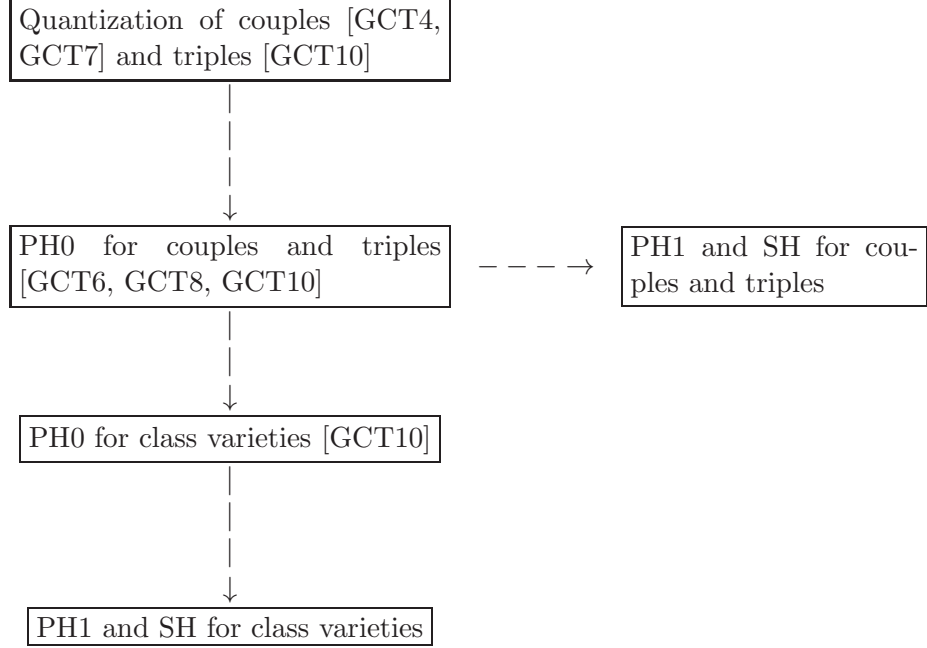 Quantization of couples [GCT4,
GCT7] and triples [GCT10]
PH0 for couples and triples
[GCT6, GCT8, GCT10]
PH1 and SH for cou-
ples and triples
PH0 for class varieties [GCT10]
PH1 and SH for class varieties